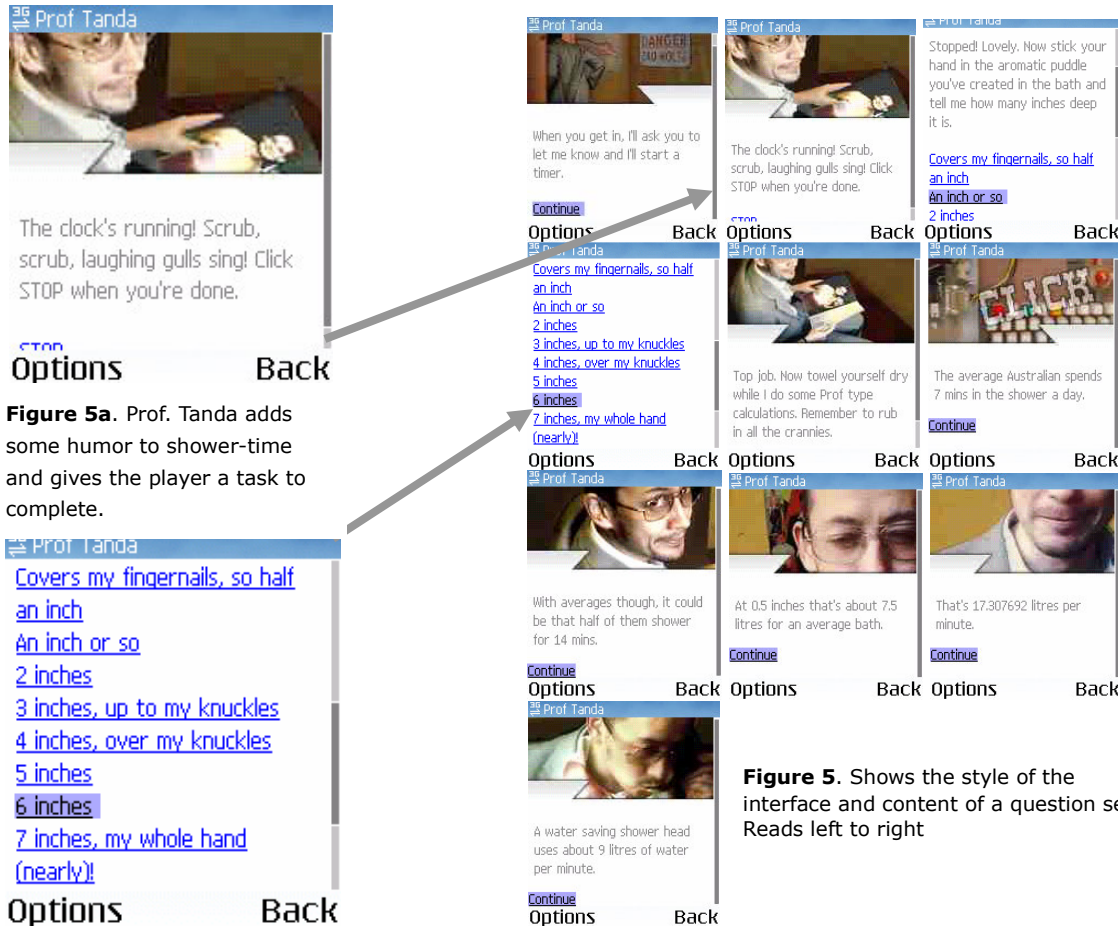 3G Prof Tanda
The clock's running! Scrub,
scrub, laughing gulls sing! Click
STOP when you're done.
STOP
Options Back
Figure 5a. Prof. Tanda adds
some humor to shower-time
and gives the player a task to
complete.
Prof Tanda
Covers my fingernails, so half
an inch
An inch or so
2 inches
3 inches, up to my knuckles
4 inches, over my knuckles
5 inches
6 inches
7 inches, my whole hand
(nearly)!
Options Back
3G Prof Tanda
DANGER
When you get in, I'll ask you to
let me know and I'll start a
timer.
Continue
Options Back
3G Prof Tanda
The clock's running! Scrub,
scrub, laughing gulls sing! Click
STOP when you're done.
STOP
Options Back
Prof Tanda
Stopped! Lovely. Now stick your
hand in the aromatic puddle
you've created in the bath and
tell me how many inches deep
it is.
Covers my fingernails, so half
an inch
An inch or so
2 inches
Options Back
3G Prof Tanda
Covers my fingernails, so half
an inch
An inch or so
2 inches
3 inches, up to my knuckles
4 inches, over my knuckles
5 inches
6 inches
7 inches, my whole hand
(nearly)!
Options Back
3G Prof Tanda
Top job. Now towel yourself dry
while I do some Prof type
calculations. Remember to rub
in all the crannies.
Options Back
3G Prof Tanda
CLICK
The average Australian spends
7 mins in the shower a day.
Continue
Options Back
3G Prof Tanda
With averages though, it could
be that half of them shower
for 14 mins.
Continue
Options Back
3G Prof Tanda
At 0.5 inches that's about 7.5
litres for an average bath.
Continue
Options Back
3G Prof Tanda
That's 17.307692 litres per
minute.
Continue
Options Back
3G Prof Tanda
A water saving shower head
uses about 9 litres of water
per minute.
Continue
Options Back
Figure 5. Shows the style of the
interface and content of a question se
Reads left to right